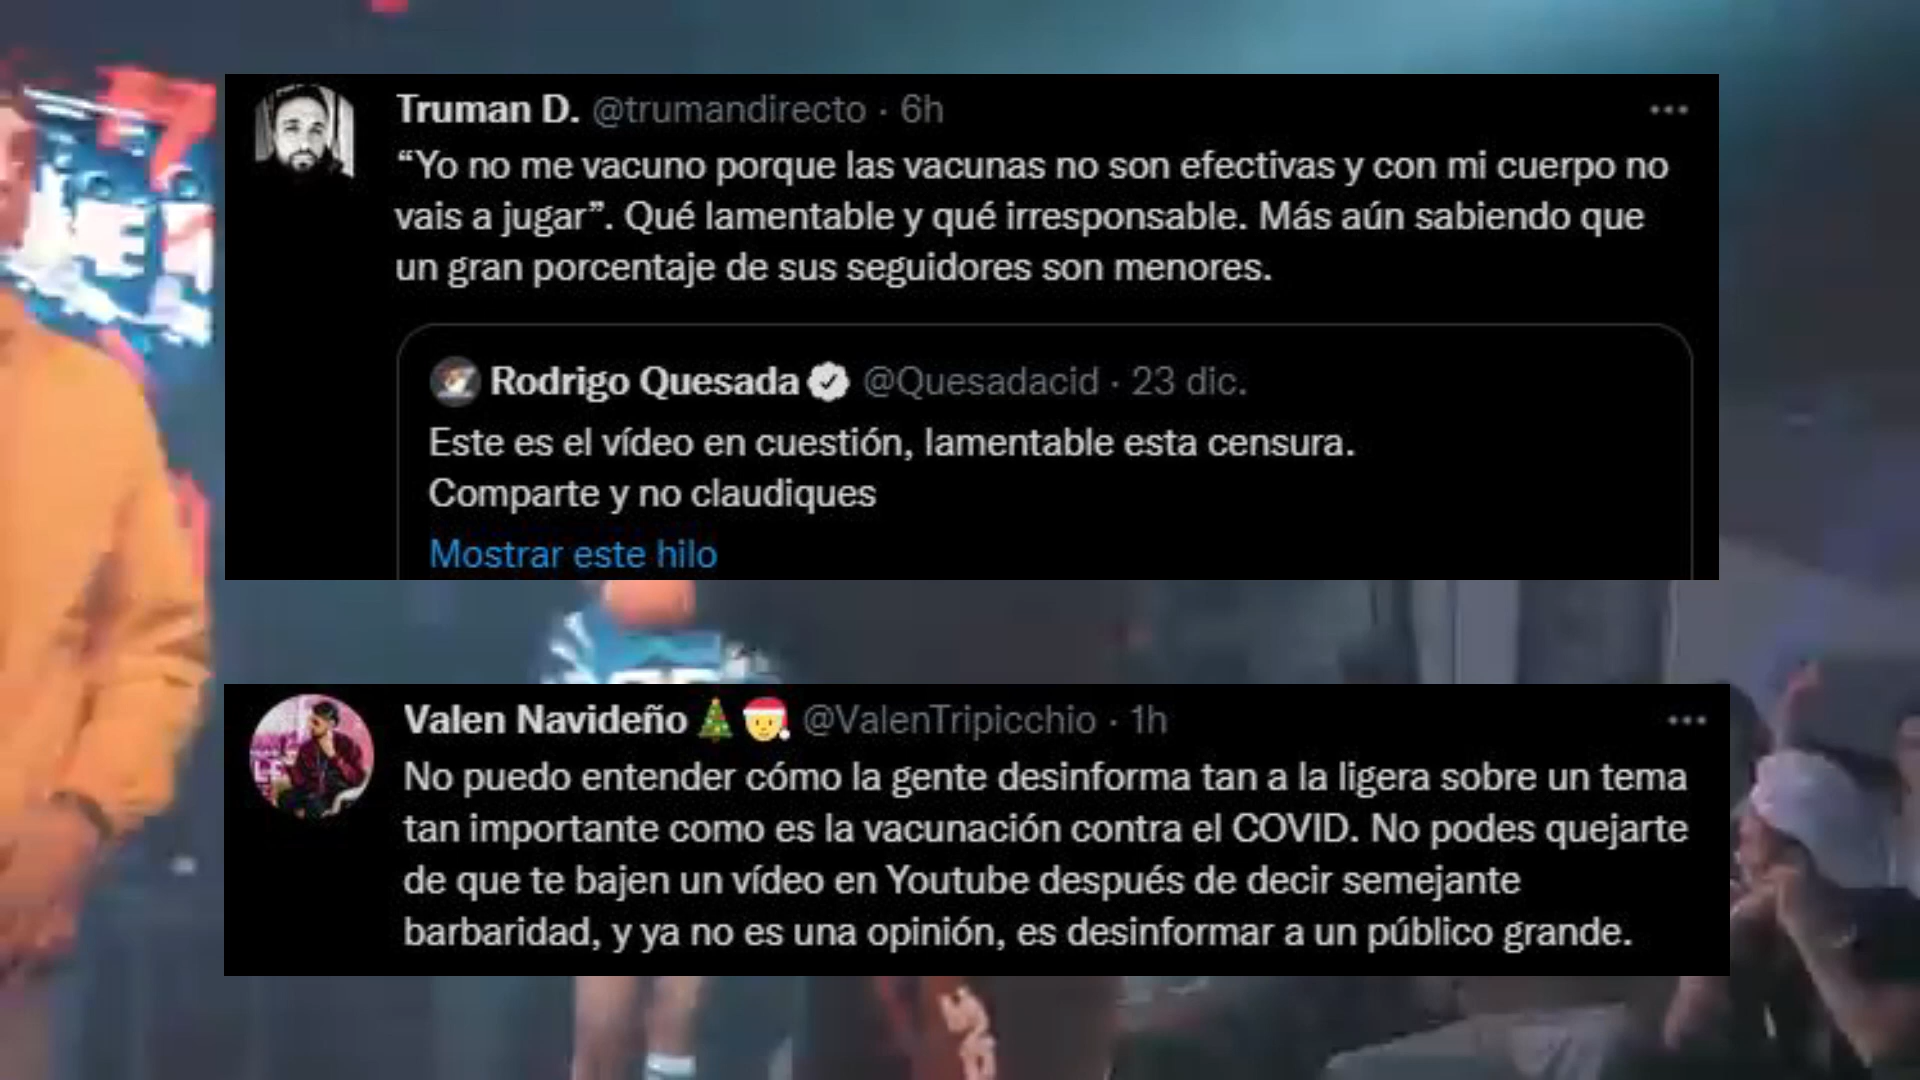 Truman D. @trumandirecto · 6h
“Yo no me vacuno porque las vacunas no son efectivas y con mi cuerpo no
vais a jugar”. Qué lamentable y qué irresponsable. Más aún sabiendo que
un gran porcentaje de sus seguidores son menores.
Rodrigo Quesada @Quesadacid · 23 dic.
Este es el vídeo en cuestión, lamentable esta censura.
Comparte y no claudiques
Mostrar este hilo
Valen Navideño🎄🎅 @ValenTripicchio · 1h
No puedo entender cómo la gente desinforma tan a la ligera sobre un tema
tan importante como es la vacunación contra el COVID. No podes quejarte
de que te bajen un vídeo en Youtube después de decir semejante
barbaridad, y ya no es una opinión, es desinformar a un público grande.